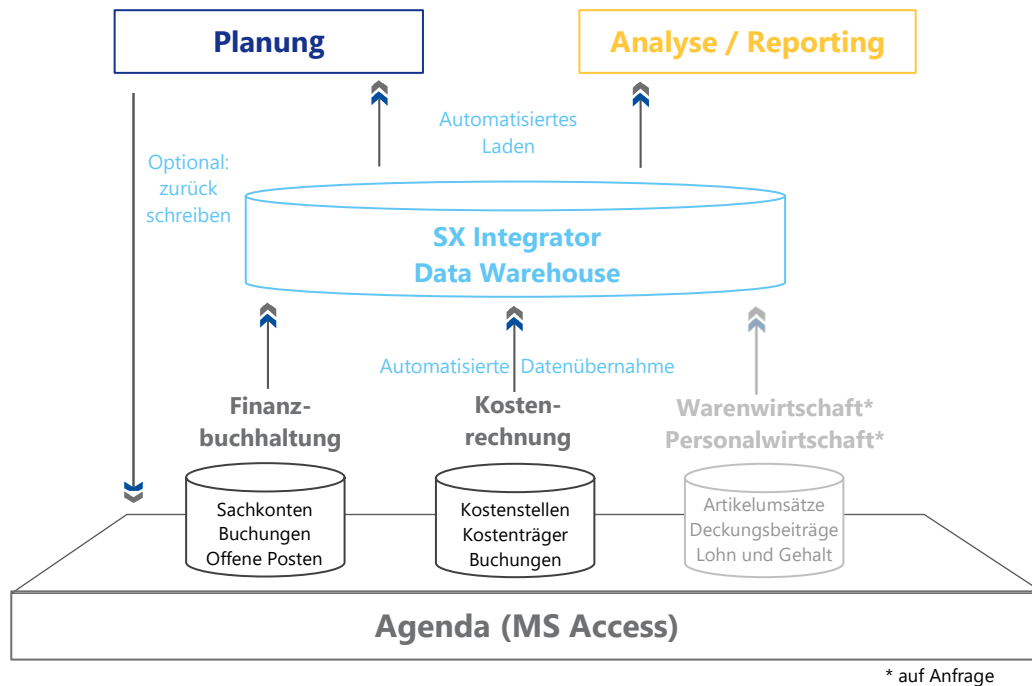 Planung
Analyse / Reporting
Automatisiertes
Laden
Optional:
zurück
schreiben
SX Integrator
Data Warehouse
Automatisierte Datenübernahme
Finanz-
buchhaltung
Kosten-
rechnung
Warenwirtschaft*
Personalwirtschaft*
Sachkonten
Buchungen
Offene Posten
Kostenstellen
Kostenträger
Buchungen
Artikelumsätze
Deckungsbeiträge
Lohn und Gehalt
Agenda (MS Access)
* auf Anfrage